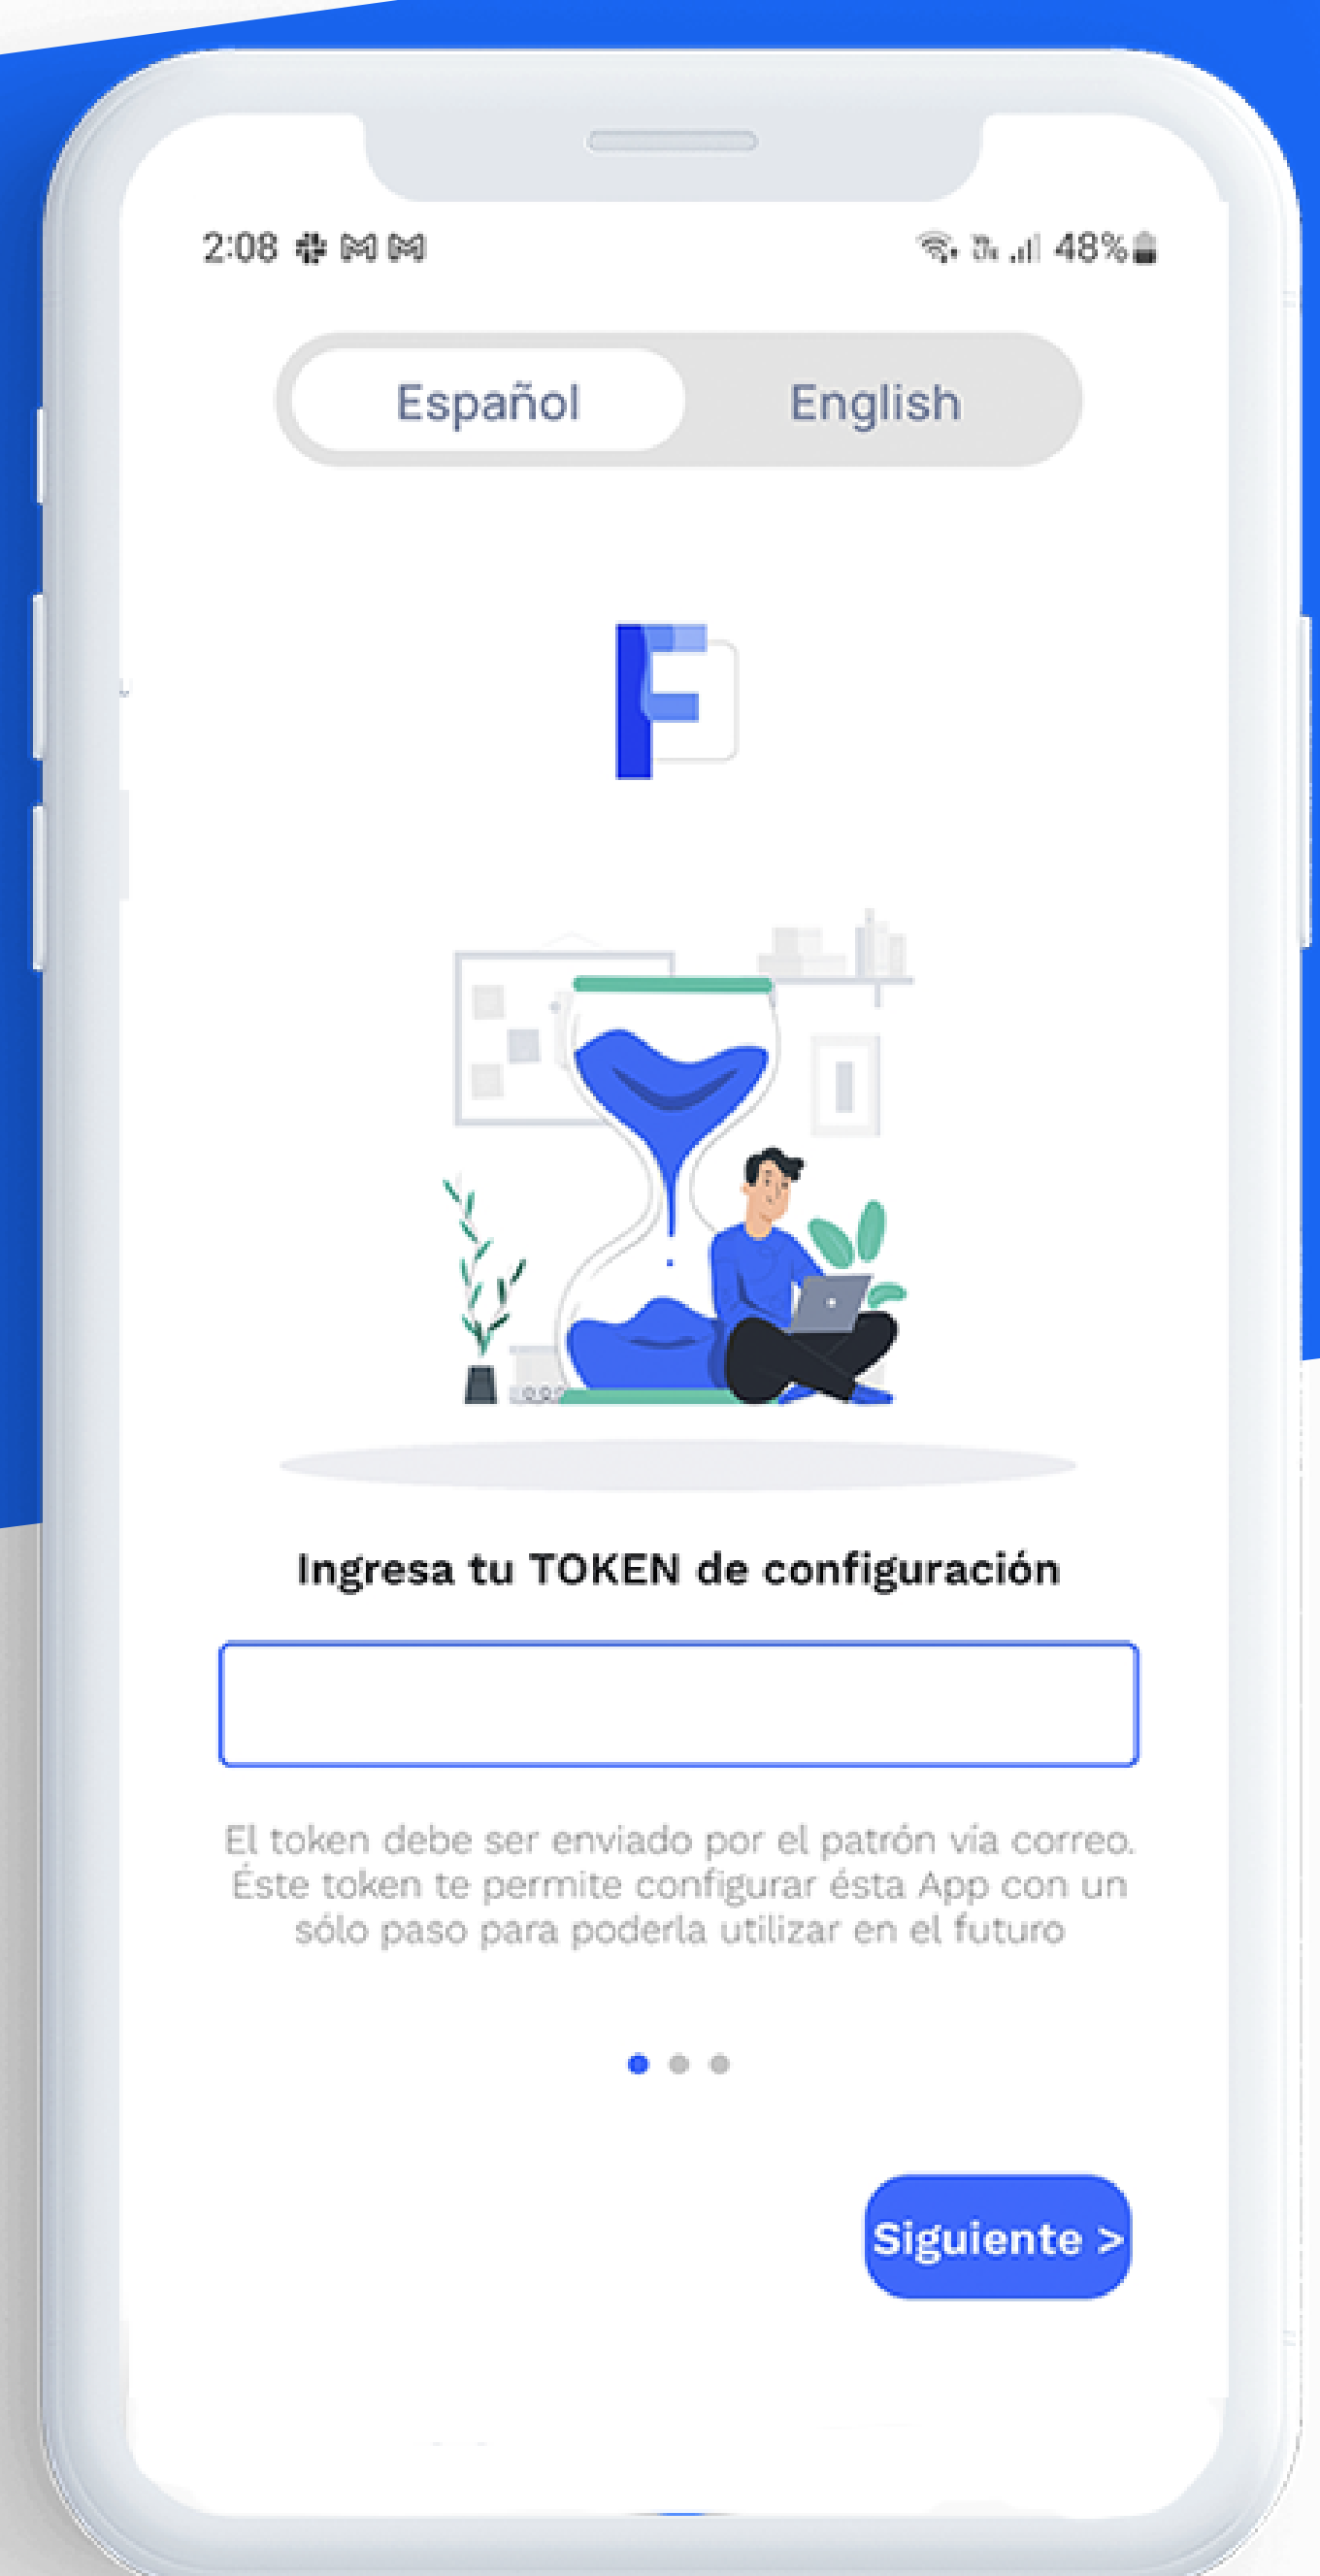 2:08
48%
Español English
F
Ingresa tu TOKEN de configuración
El token debe ser enviado por el patrón vía correo.
Éste token te permite configurar ésta App con un
sólo paso para poderla utilizar en el futuro
Siguiente >